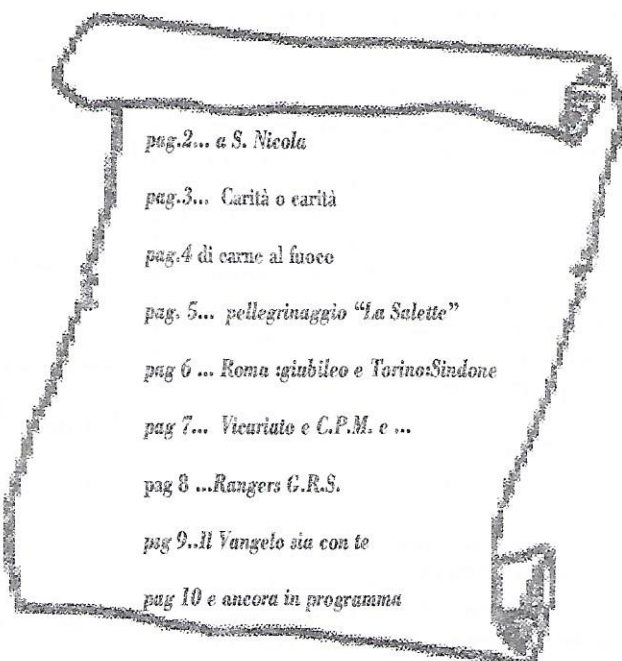 pag.2... a S. Nicola
pag.3... Carità o carità
pag.4 di carne al fuoco
pag. 5... pellegrinaggio “La Salette”
pag 6 ... Roma :giubileo e Torino:Sindone
pag 7... Vicariato e C.P.M. e ...
pag 8 ...Rangers G.R.S.
pag 9..Il Vangelo sia con te
pag 10 e ancora in programma